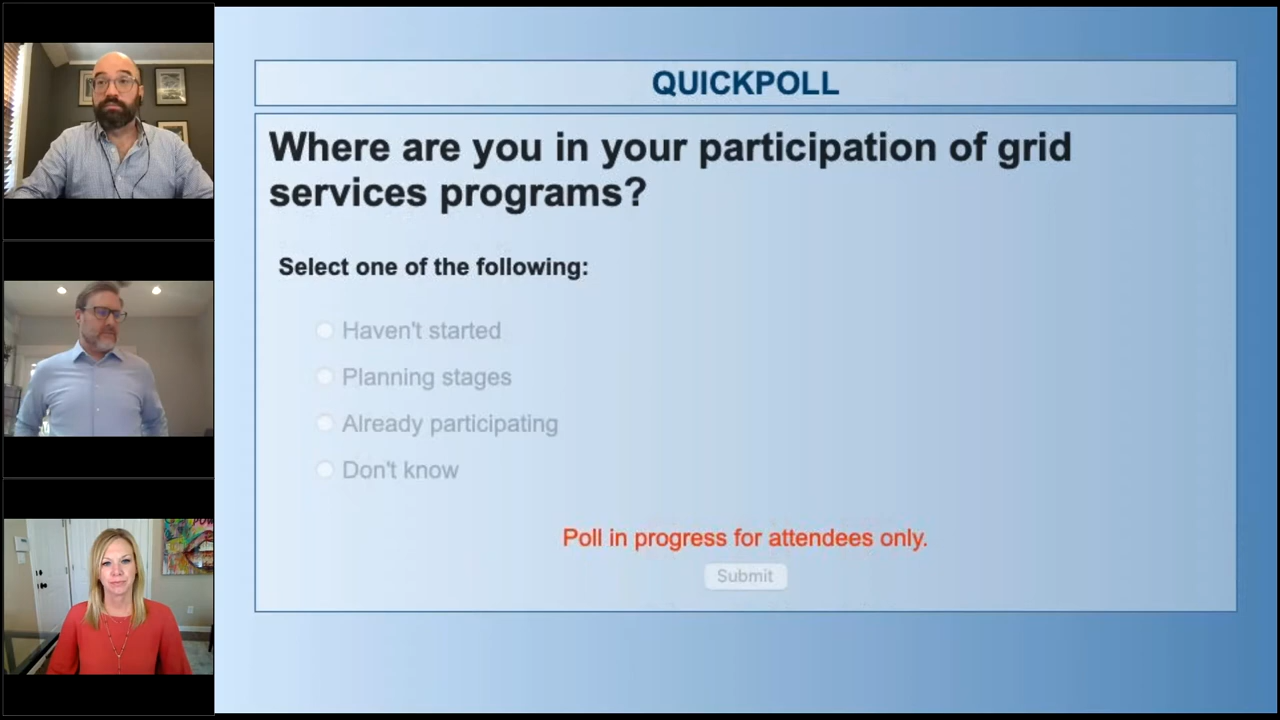 QUICKPOLL
Where are you in your participation of grid
services programs?
Select one of the following:
Haven't started
Planning stages
Already participating
Don't know
Poll in progress for attendees only.
Submit